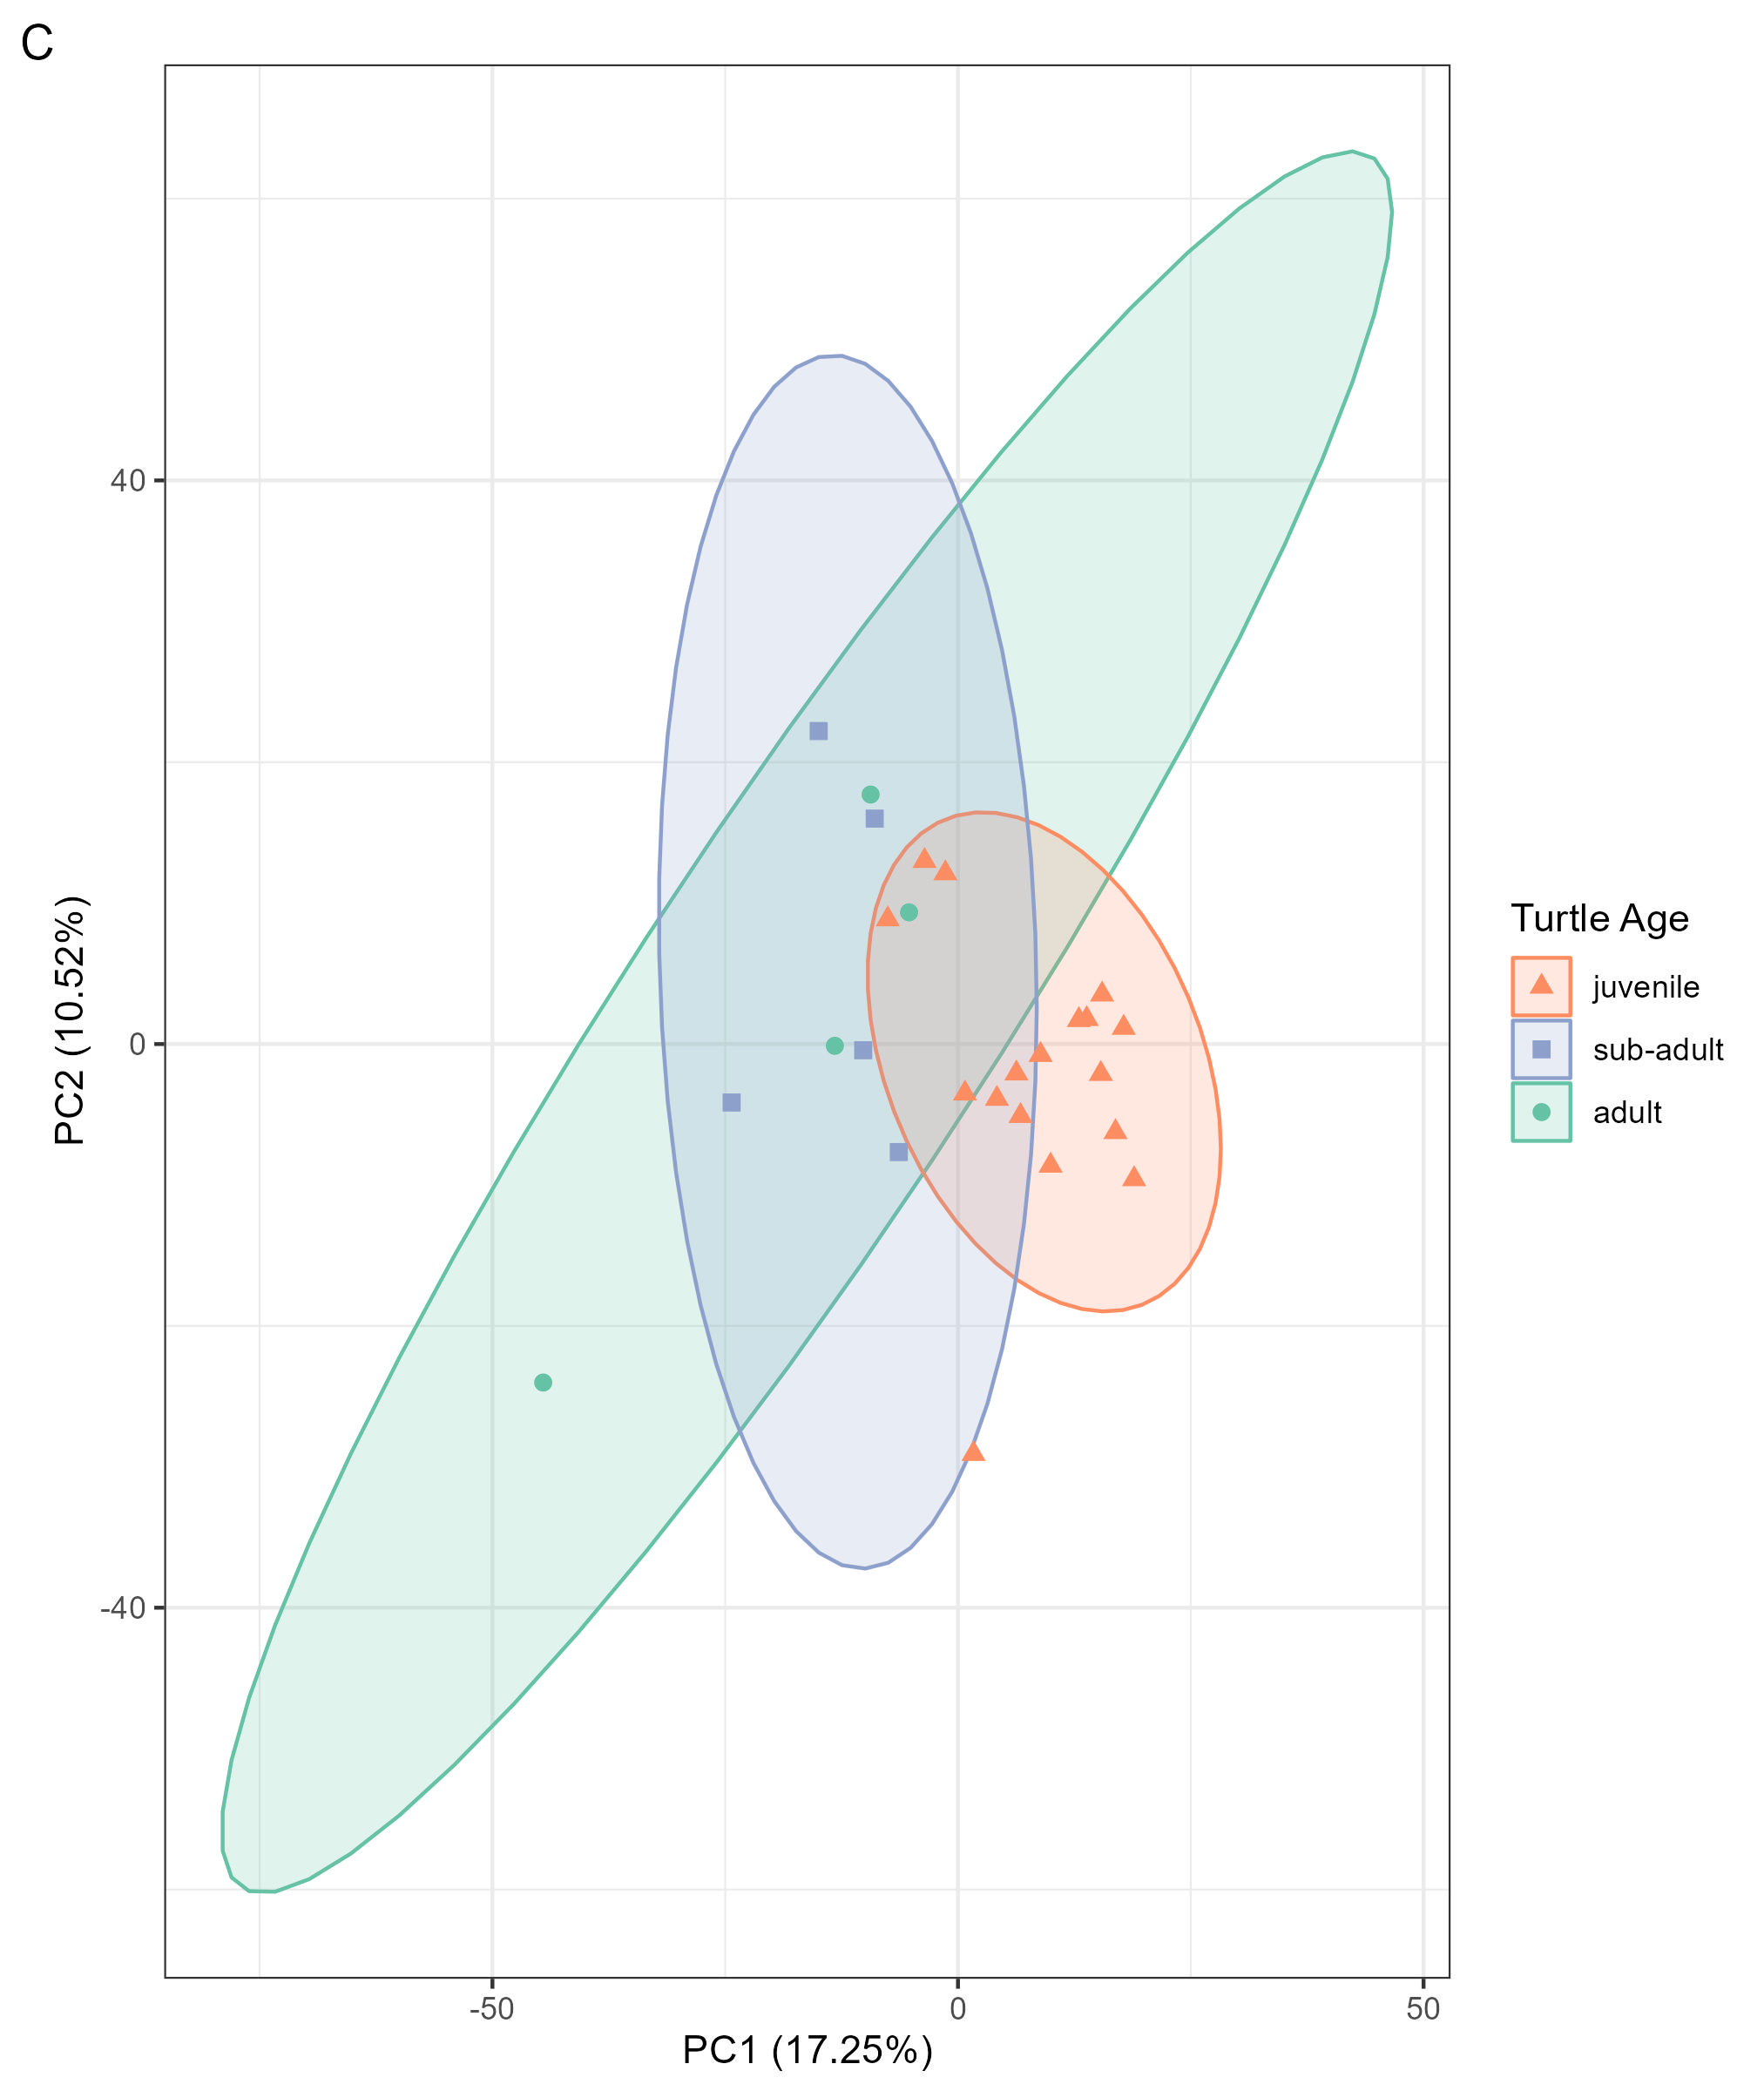 C
40
0
-40
PC2 (10.52%)
-50
0
50
PC1 (17.25%)
Turtle Age
juvenile
sub-adult
adult